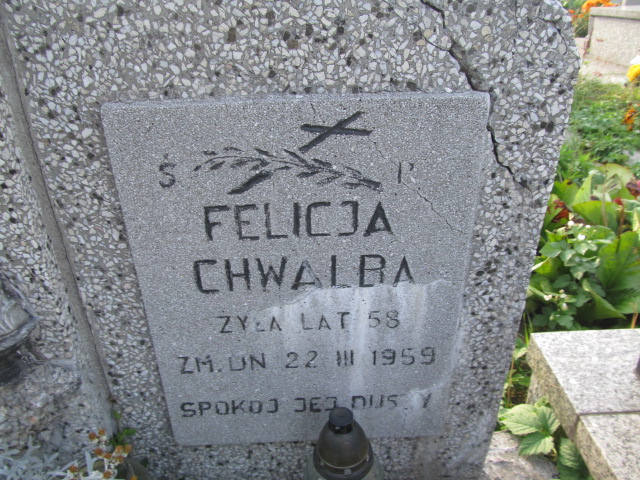 Ś P
FELICJA
CHWALBA
ŻYŁA LAT 58
ZM. DN 22 III 1959
SPOKÓJ JEJ DUSZY